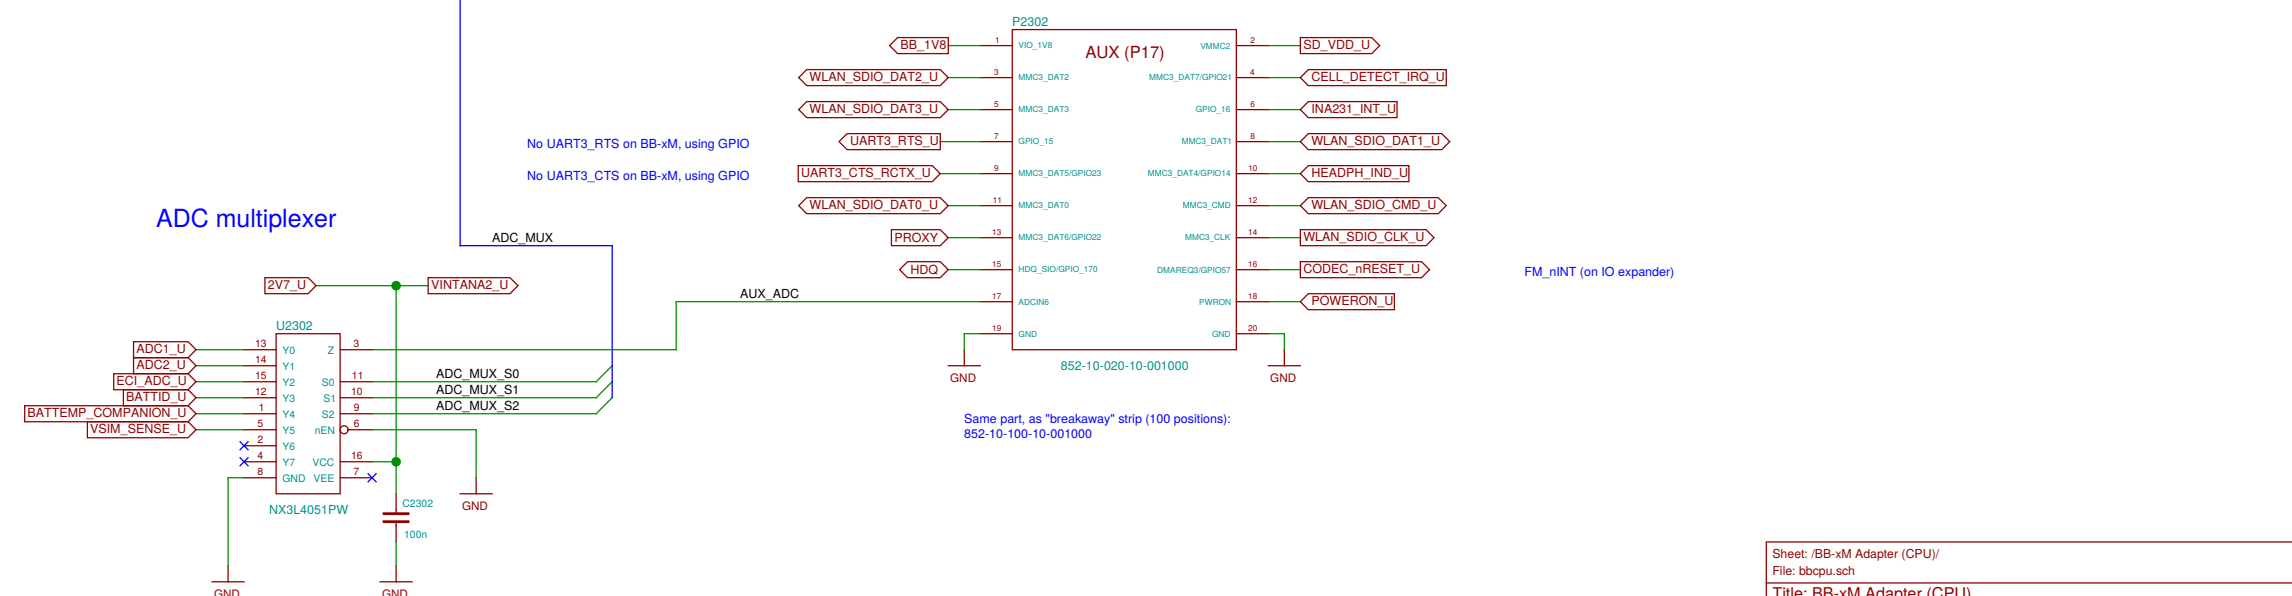 P2302
AUX (P17)
BB_1V8 1 VIO_1V8 VMMC2 2 SD_VDD_U
WLAN_SDIO_DAT2_U 3 MMC3_DAT2 MMC3_DAT7/GPIO21 4 CELL_DETECT_IRQ_U
WLAN_SDIO_DAT3_U 5 MMC3_DAT3 GPIO_16 6 INA231_INT_U
No UART3_RTS on BB-xM, using GPIO UART3_RTS_U 7 GPIO_15 MMC3_DAT1 8 WLAN_SDIO_DAT1_U
No UART3_CTS on BB-xM, using GPIO UART3_CTS_RCTX_U 9 MMC3_DAT5/GPIO23 MMC3_DAT4/GPIO14 10 HEADPH_IND_U
WLAN_SDIO_DAT0_U 11 MMC3_DAT0 MMC3_CMD 12 WLAN_SDIO_CMD_U
PROXY 13 MMC3_DAT6/GPIO22 MMC3_CLK 14 WLAN_SDIO_CLK_U
HDQ 15 HDQ_SIO/GPIO_170 DMAREQ3/GPIO57 16 CODEC_nRESET_U
AUX_ADC 17 ADCIN6 PWRON 18 POWERON_U
19 GND GND 20
GND 852-10-020-10-001000 GND
Same part, as "breakaway" strip (100 positions):
852-10-100-10-001000
FM_nINT (on IO expander)
ADC multiplexer
ADC_MUX
2V7_U VINTANA2_U
U2302
ADC1_U 13 Y0 Z 3
ADC2_U 14 Y1
ECI_ADC_U 15 Y2 S0 11 ADC_MUX_S0
BATTID_U 12 Y3 S1 10 ADC_MUX_S1
BATTEMP_COMPANION_U 1 Y4 S2 9 ADC_MUX_S2
VSIM_SENSE_U 5 Y5 nEN 6
2 Y6
4 Y7 VCC 16
8 GND VEE 7
NX3L4051PW
C2302
100n
GND
GND
GND
Sheet: /BB-xM Adapter (CPU)/
File: bbcpu.sch
Title: BB-xM Adapter (CPU)